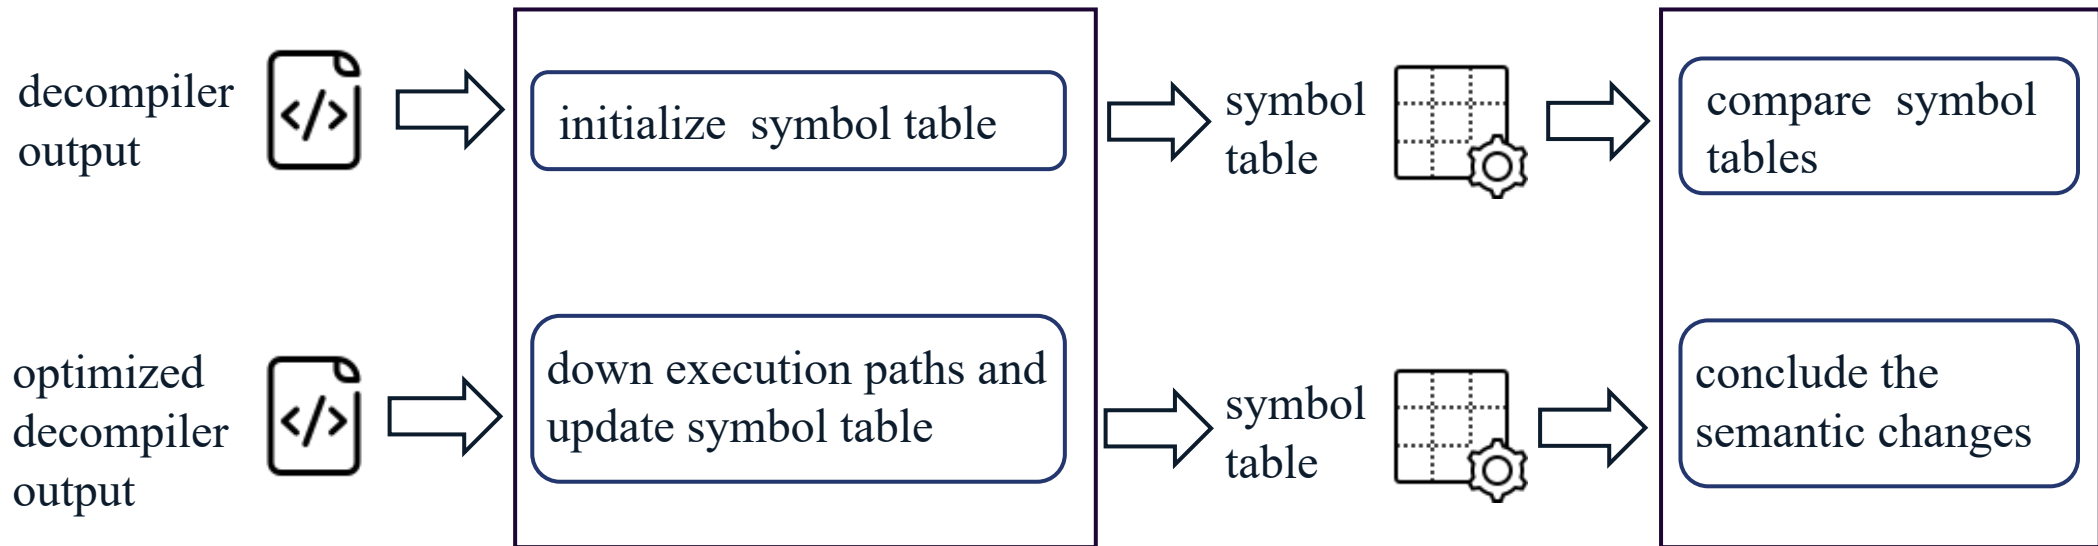 decompiler
output
</>
initialize symbol table
symbol
table
compare symbol
tables
optimized
decompiler
output
</>
down execution paths and
update symbol table
symbol
table
conclude the
semantic changes